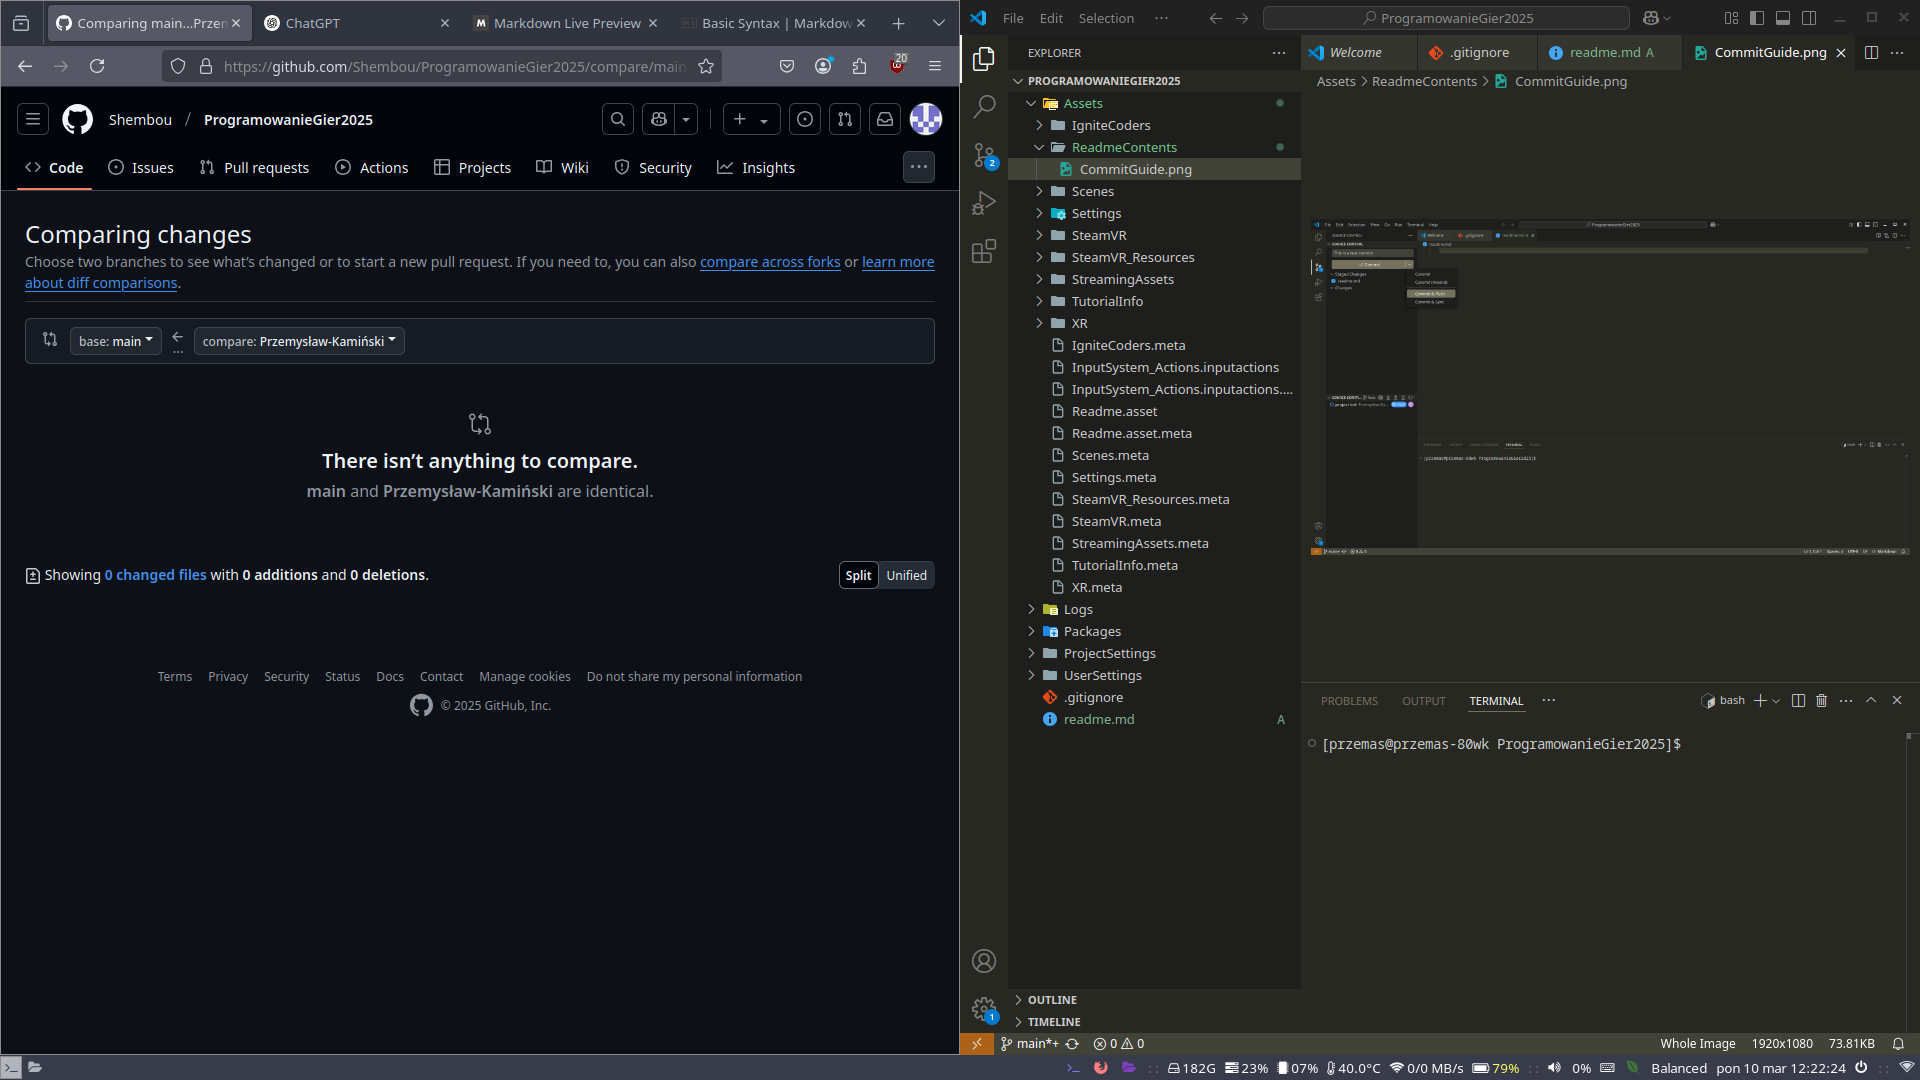 Comparing main...Przen
ChatGPT
Markdown Live Preview
Basic Syntax | Markdow
https://github.com/Shembou/ProgramowanieGier2025/compare/main.
20
Shembou / ProgramowanieGier2025
Code
Issues
Pull requests
Actions
Projects
Wiki
Security
Insights
Comparing changes
Choose two branches to see what's changed or to start a new pull request. If you need to, you can also compare across forks or learn more
about diff comparisons.
base: main
compare: Przemysław-Kamiński
There isn't anything to compare.
main and Przemysław-Kamiński are identical.
Showing 0 changed files with 0 additions and 0 deletions.
Split
Unified
Terms
Privacy
Security
Status
Docs
Contact
Manage cookies
Do not share my personal information
© 2025 GitHub, Inc.
File
Edit
Selection
ProgramowanieGier2025
EXPLORER
Welcome
.gitignore
readme.md A
CommitGuide.png
Assets > ReadmeContents > CommitGuide.png
PROGRAMOWANIEGIER2025
Assets
IgniteCoders
ReadmeContents
CommitGuide.png
Scenes
Settings
SteamVR
SteamVR_Resources
StreamingAssets
TutorialInfo
XR
IgniteCoders.meta
InputSystem_Actions.inputactions
InputSystem_Actions.inputactions....
Readme.asset
Readme.asset.meta
Scenes.meta
Settings.meta
SteamVR_Resources.meta
SteamVR.meta
StreamingAssets.meta
TutorialInfo.meta
XR.meta
Logs
Packages
ProjectSettings
UserSettings
.gitignore
readme.md A
2
1
OUTLINE
TIMELINE
PROBLEMS
OUTPUT
TERMINAL
bash
[przemas@przemas-80wk ProgramowanieGier2025]$
main*+
0
0
Whole Image
1920x1080
73.81KB
182G
23%
07%
40.0°C
0/0 MB/s
79%
0%
Balanced
pon 10 mar 12:22:24